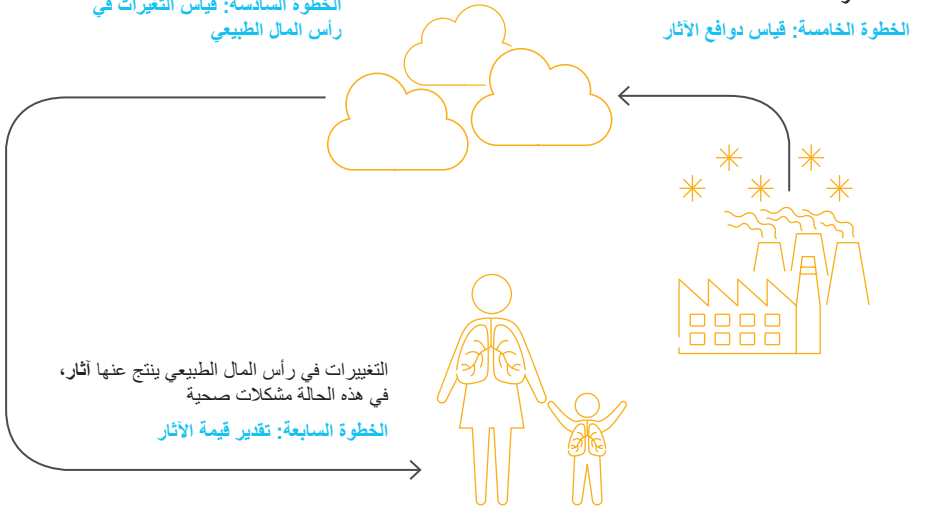 الخطوة الخامسة: قياس دوافع الآثار
الخطوة السادسة: قياس التغيرات في
رأس المال الطبيعي
التغييرات في رأس المال الطبيعي ينتج عنها آثار،
في هذه الحالة مشكلات صحية
الخطوة السابعة: تقدير قيمة الآثار